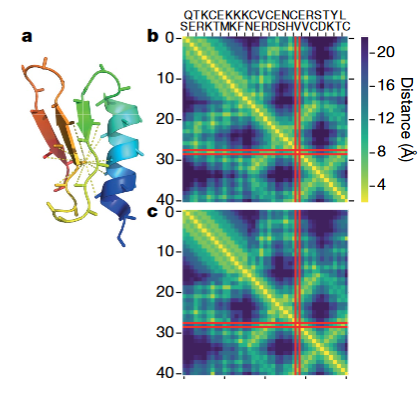 QTKCEKKKCVCENCERSTYL
SERKTMKFNERDSHVVCDKTC
a
b
0
10
20
30
40
20
16
12
8
4
Distance (Å)
c
0
10
20
30
40